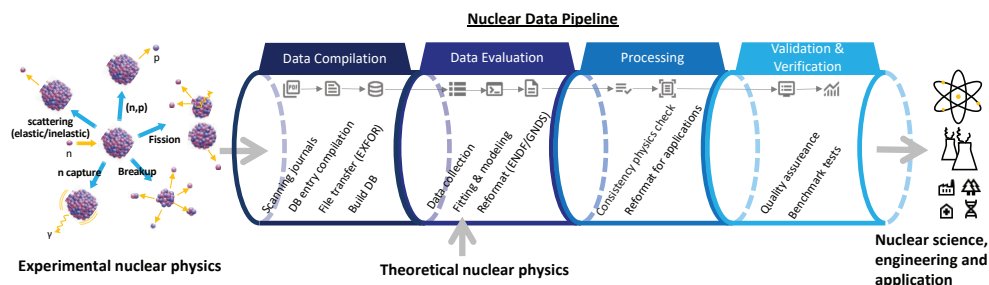 Nuclear Data Pipeline
Data Compilation
Data Evaluation
Processing
Validation &
Verification
PDF
p
(n,p)
scattering
(elastic/inelastic)
n
Fission
n capture
Breakup
γ
Experimental nuclear physics
Scanning journals
DB entry compilation
File transfer (EXFOR)
Build DB
Data collection
Fitting & modeling
Reformat (ENDF/GNDS)
Theoretical nuclear physics
Consistency physics check
Reformat for applications
Quality assureance
Benchmark tests
Nuclear science,
engineering and
application